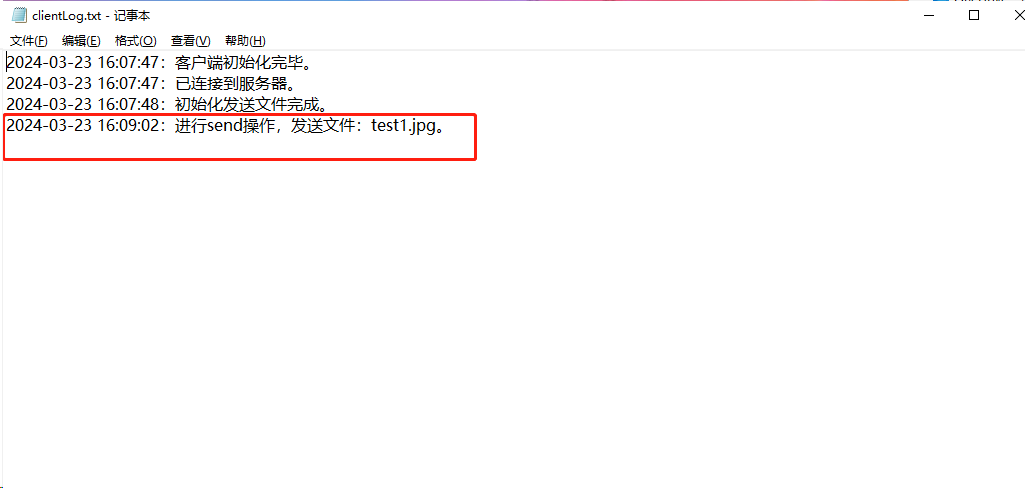 clientLog.txt - 记事本
文件(F) 编辑(E) 格式(O) 查看(V) 帮助(H)
2024-03-23 16:07:47：客户端初始化完毕。
2024-03-23 16:07:47：已连接到服务器。
2024-03-23 16:07:48：初始化发送文件完成。
2024-03-23 16:09:02：进行send操作，发送文件：test1.jpg。